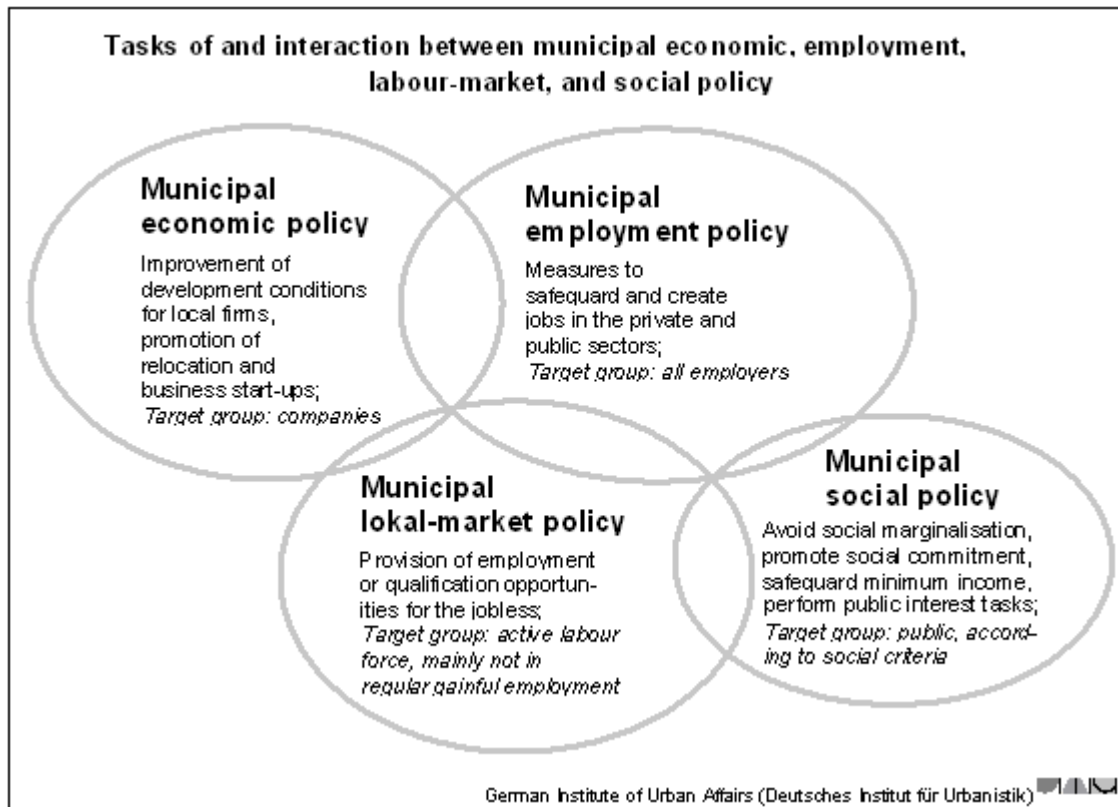 Tasks of and interaction between municipal economic, employment,
labour-market, and social policy
Municipal
economic policy
Improvement of
development conditions
for local firms,
promotion of
relocation and
business start-ups;
Target group: companies
Municipal
employment policy
Measures to
safequard and create
jobs in the private and
public sectors;
Target group: all employers
Municipal
lokal-market policy
Provision of employment
or qualification opportun-
ities for the jobless;
Target group: active labour
force, mainly not in
regular gainful employment
Municipal
social policy
Avoid social marginalisation,
promote social commitment,
safequard minimum income,
perform public interest tasks;
Target group: public, accord-
ing to social criteria
German Institute of Urban Affairs (Deutsches Institut für Urbanistik)